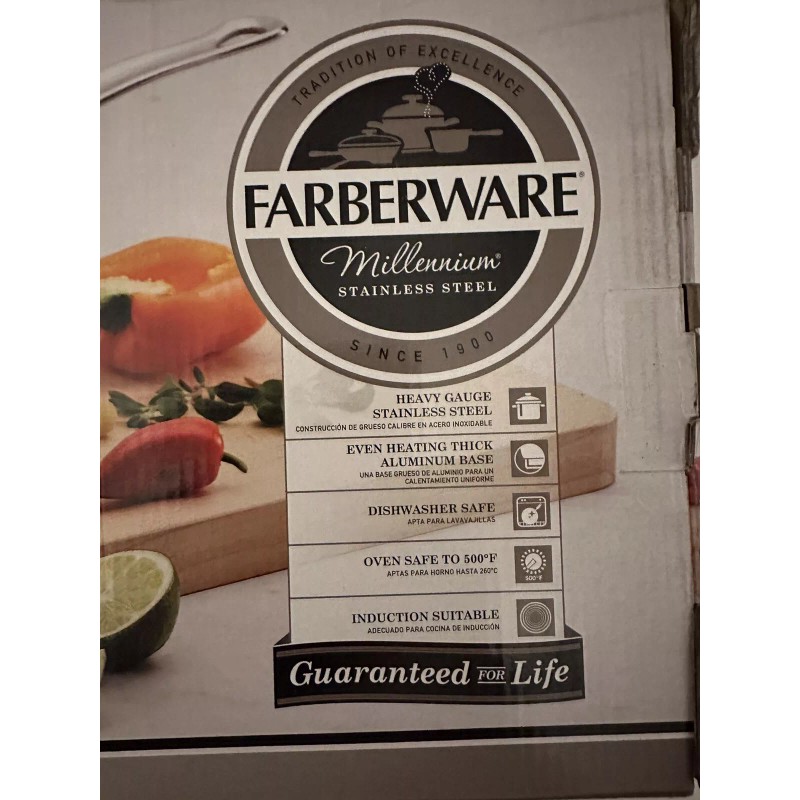 TRADITION OF EXCELLENCE
FARBERWARE®
Millennium®
STAINLESS STEEL
SINCE 1900
HEAVY GAUGE
STAINLESS STEEL
CONSTRUCCIÓN DE GRUESO CALIBRE EN ACERO INOXIDABLE
EVEN HEATING THICK
ALUMINUM BASE
UNA BASE GRUESO DE ALUMINIO PARA UN
CALENTAMIENTO UNIFORME
DISHWASHER SAFE
APTA PARA LAVAVAJILLAS
OVEN SAFE TO 500°F
APTAS PARA HORNO HASTA 260°C
500°F
INDUCTION SUITABLE
ADECUADO PARA COCINA DE INDUCCIÓN
Guaranteed FOR Life